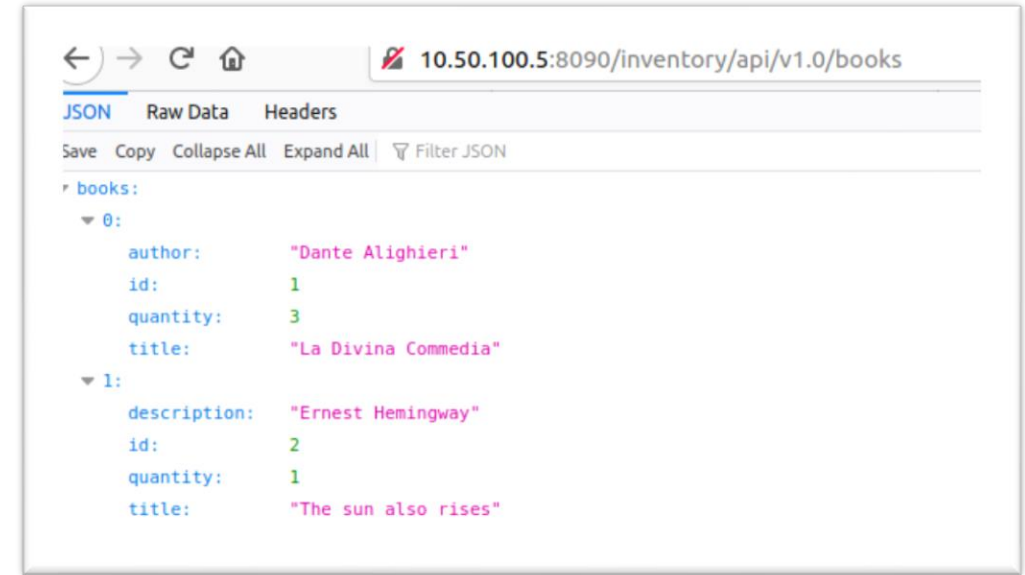 10.50.100.5:8090/inventory/api/v1.0/books
JSON Raw Data Headers
Save Copy Collapse All Expand All Filter JSON
books:
0:
author: "Dante Alighieri"
id: 1
quantity: 3
title: "La Divina Commedia"
1:
description: "Ernest Hemingway"
id: 2
quantity: 1
title: "The sun also rises"